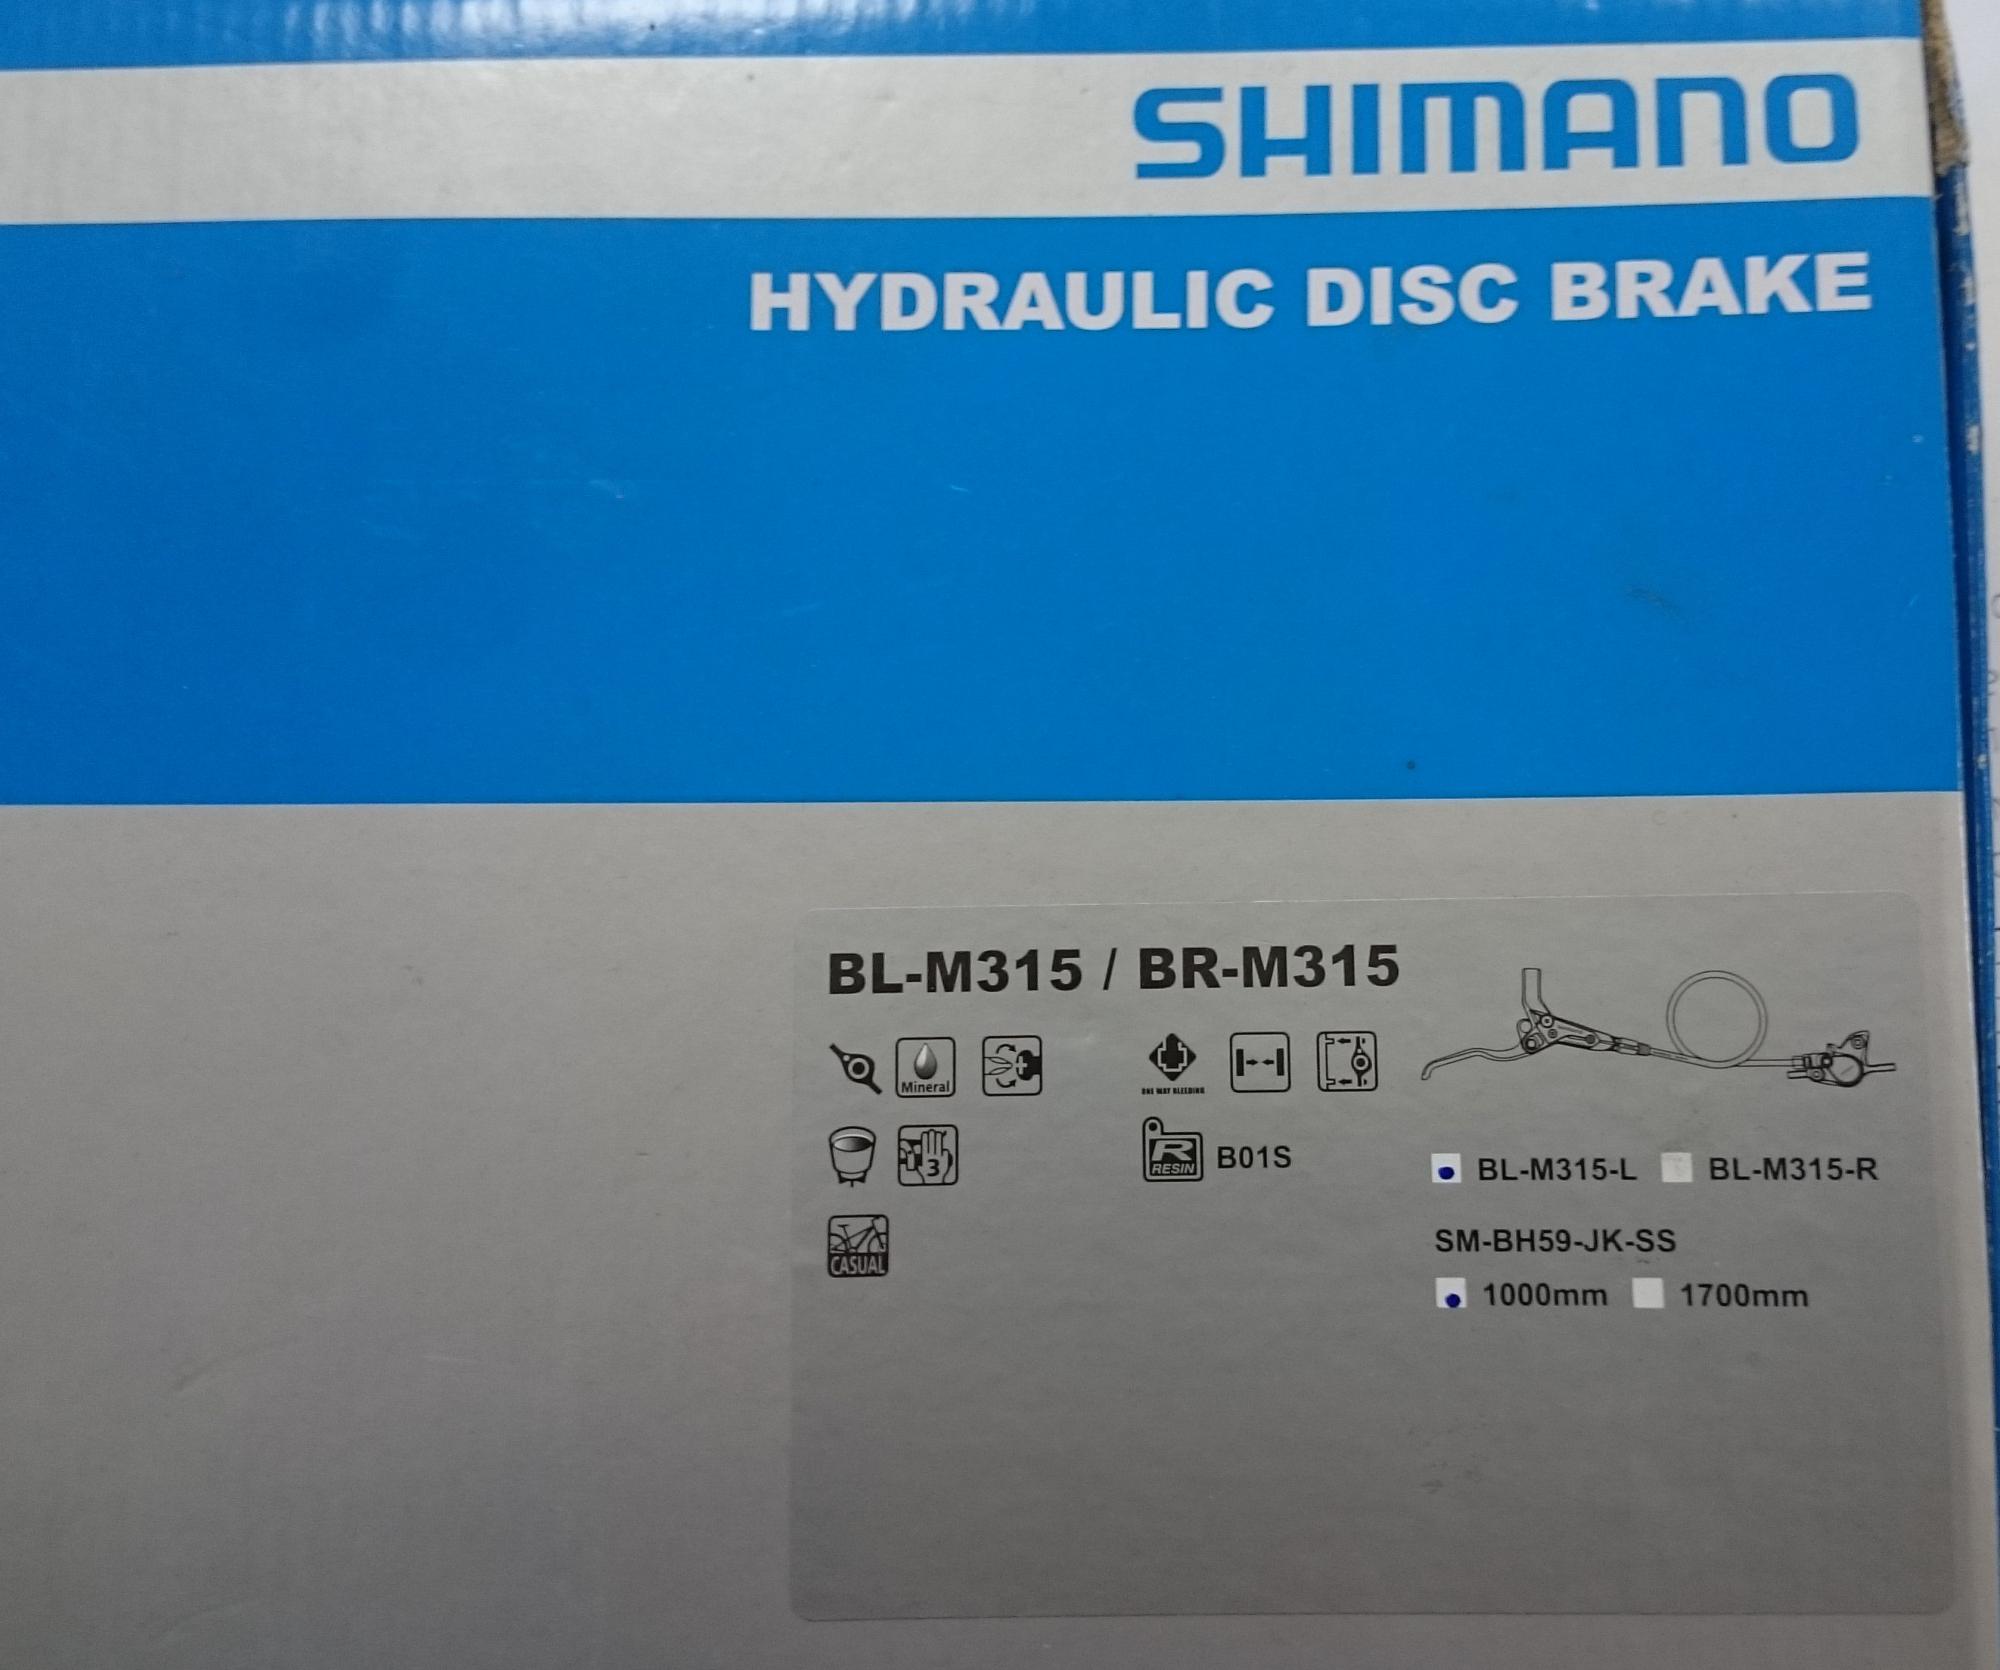 SHIMANO
HYDRAULIC DISC BRAKE
BL-M315 / BR-M315
Mineral
ONE WAY BLEEDING
3
R
RESIN
B01S
CASUAL
BL-M315-L BL-M315-R
SM-BH59-JK-SS
1000mm 1700mm